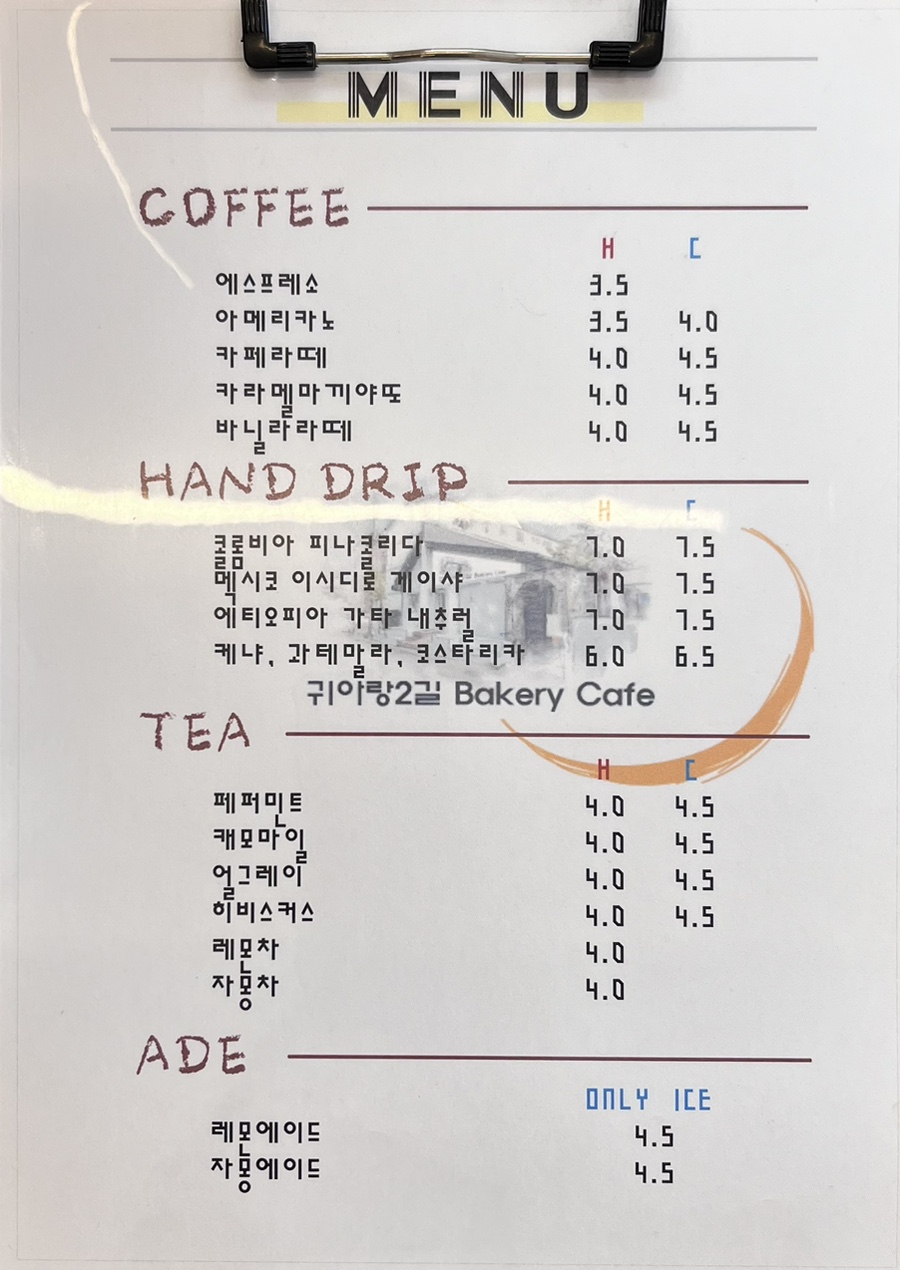 MENU
COFFEE
H C
에스프레소 3.5
아메리카노 3.5 4.0
카페라떼 4.0 4.5
카라멜마끼야또 4.0 4.5
바닐라라떼 4.0 4.5
HAND DRIP
H C
콜롬비아 피나콜리다 7.0 7.5
멕시코 이시디로 게이샤 7.0 7.5
에티오피아 가타 내추럴 7.0 7.5
케냐, 과테말라, 코스타리카 6.0 6.5
귀아랑2길 Bakery Cafe
TEA
H C
페퍼민트 4.0 4.5
캐모마일 4.0 4.5
얼그레이 4.0 4.5
히비스커스 4.0 4.5
레몬차 4.0
자몽차 4.0
ADE
ONLY ICE
레몬에이드 4.5
자몽에이드 4.5